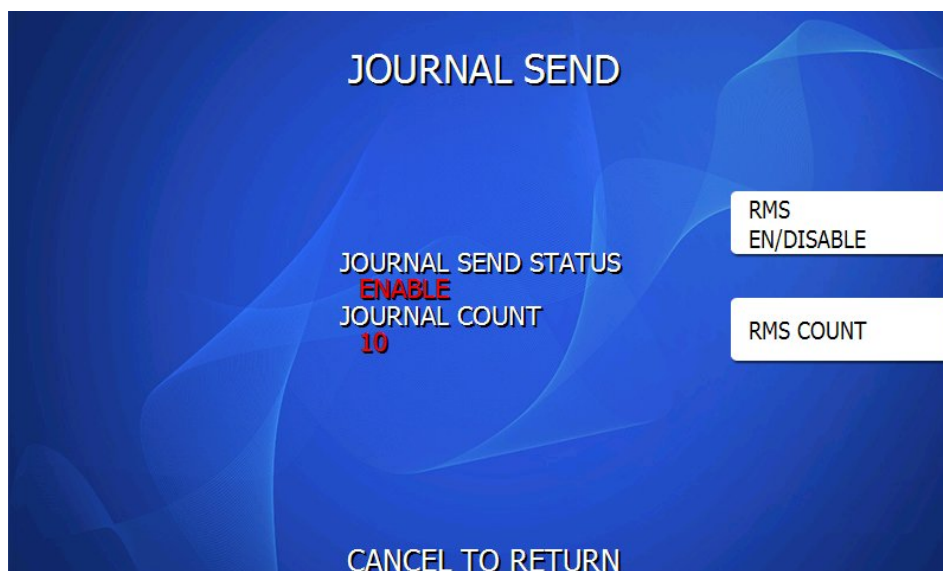 JOURNAL SEND
RMS
EN/DISABLE
JOURNAL SEND STATUS
ENABLE
JOURNAL COUNT
10
RMS COUNT
CANCEL TO RETURN